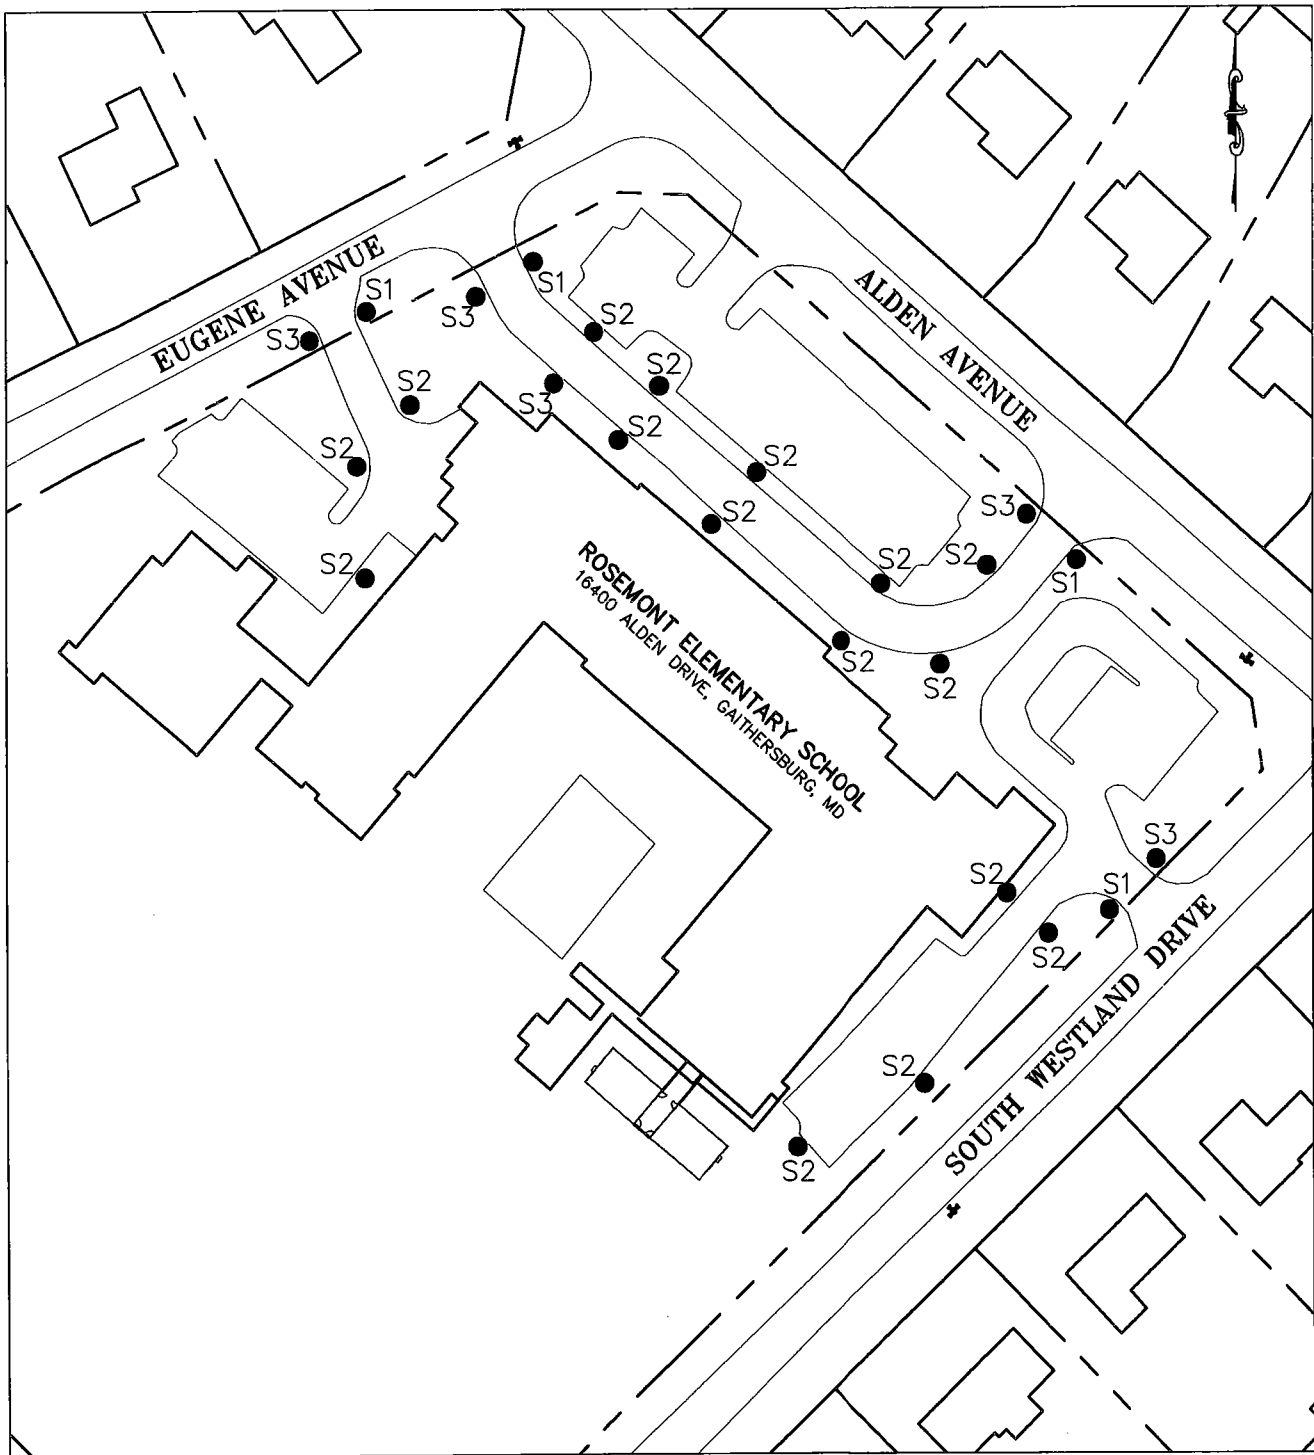 EUGENE AVENUE
ALDEN AVENUE
S1
S1
S3
S3
S2
S2
S2
S3
S2
S2
S2
S2
S3
S2
S2
S2
S1
S2
S2
ROSEMONT ELEMENTARY SCHOOL
16400 ALDEN DRIVE, GAITHERSBURG, MD
S3
S2
S1
S2
S2
S2
SOUTH WESTLAND DRIVE